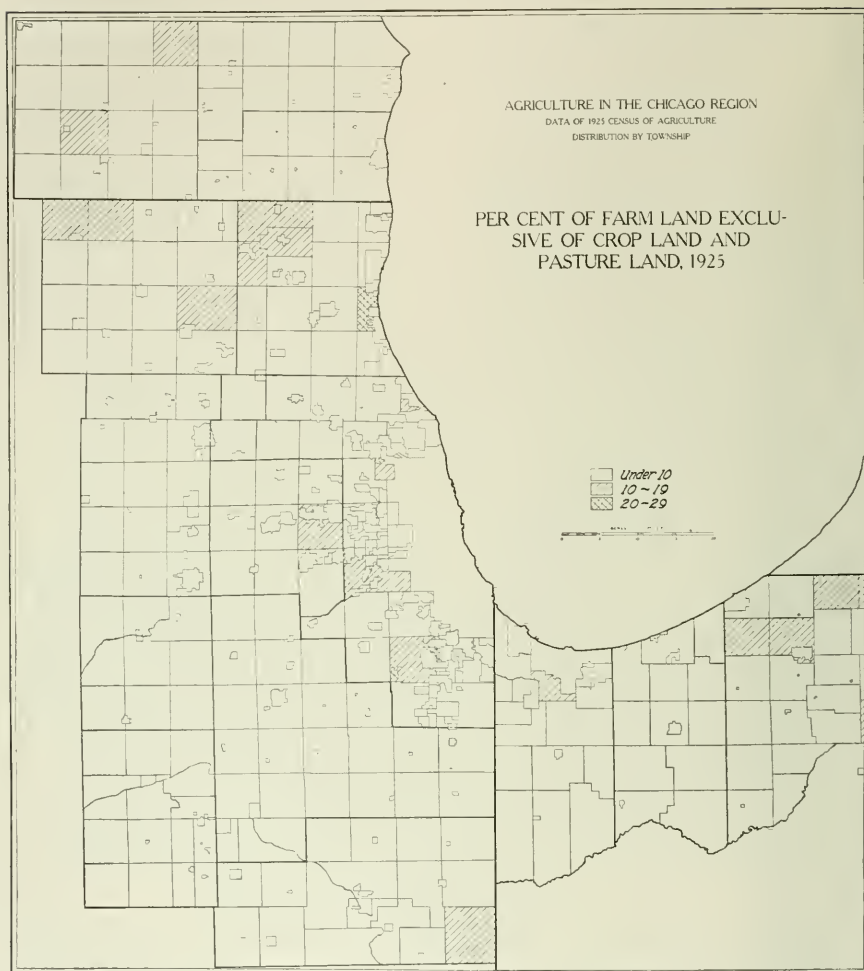 AGRICULTURE IN THE CHICAGO REGION
DATA OF 1925 CENSUS OF AGRICULTURE
DISTRIBUTION BY TOWNSHIP
PER CENT OF FARM LAND EXCLU-
SIVE OF CROP LAND AND
PASTURE LAND, 1925
Under 10
10-19
20-29